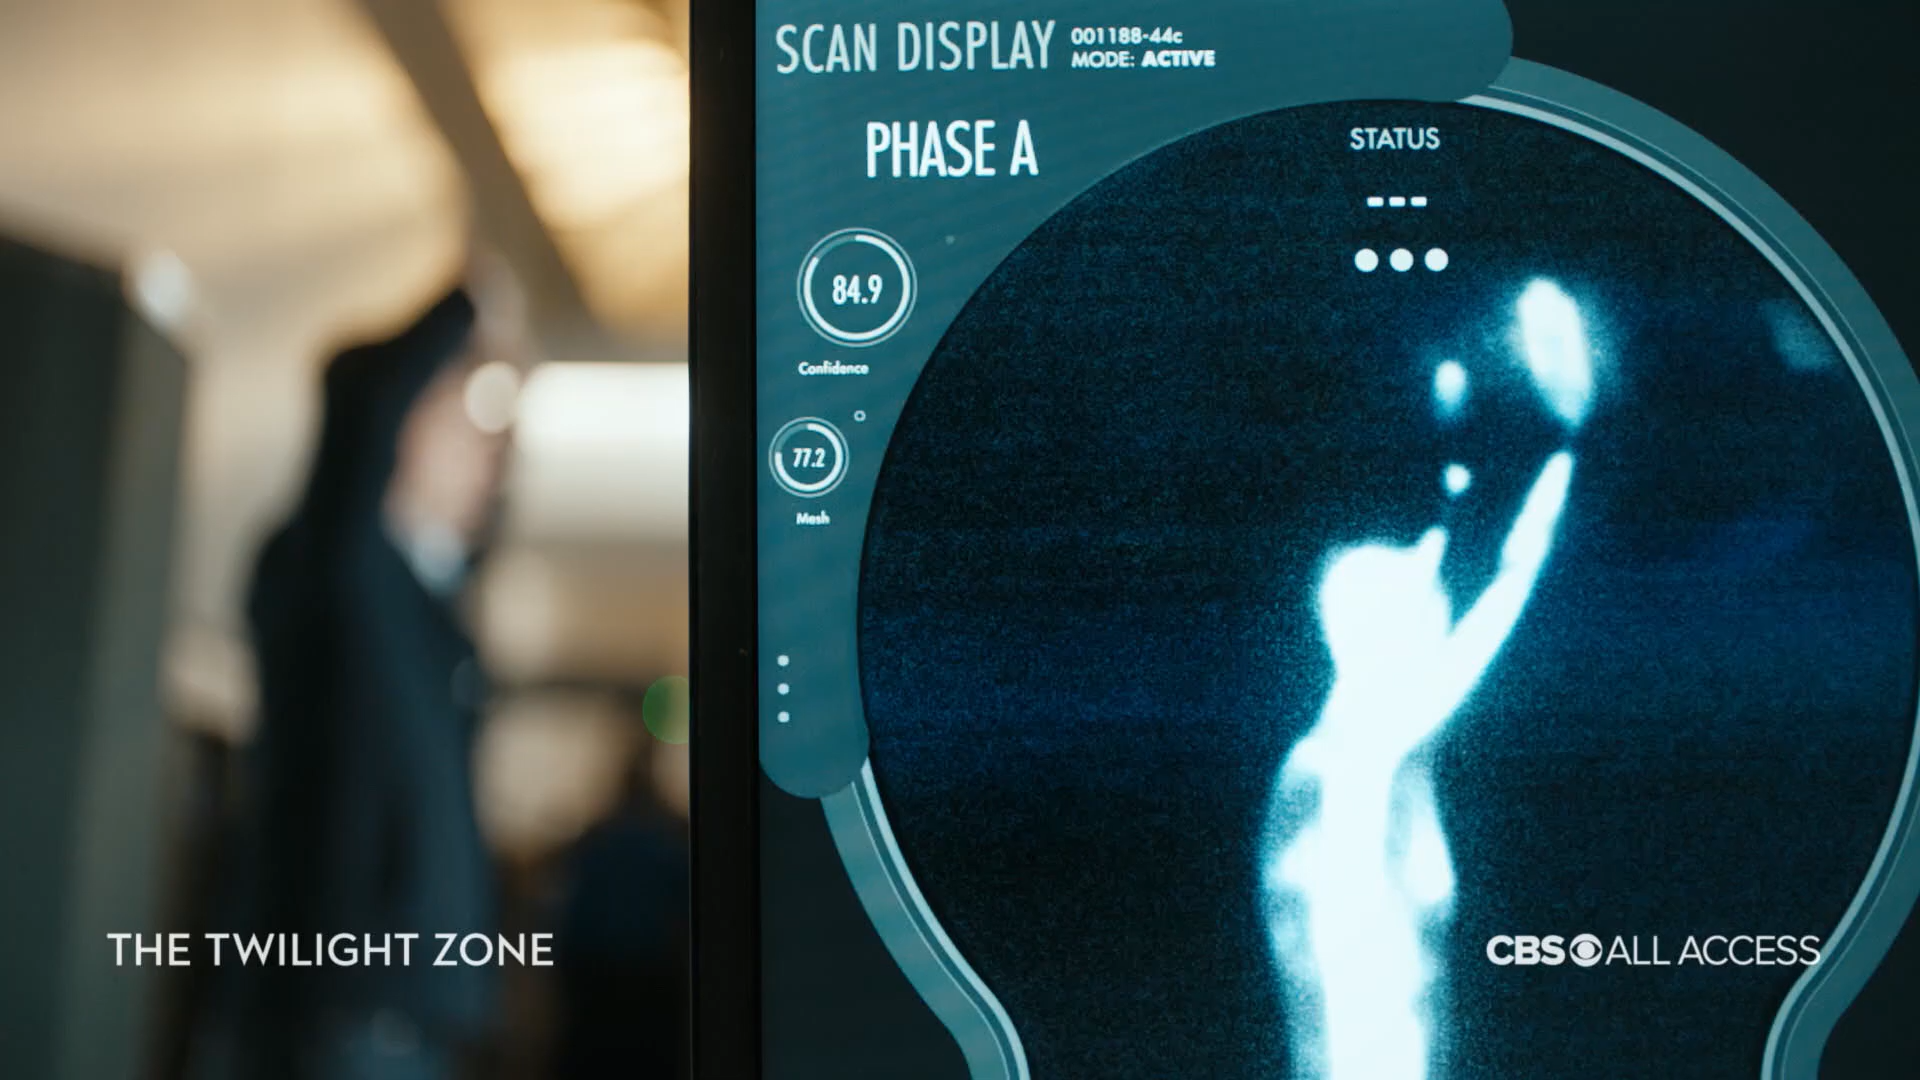 SCAN DISPLAY
001188-44c
MODE: ACTIVE
PHASE A
STATUS
84.9
Confidence
77.2
Mesh
THE TWILIGHT ZONE
CBS ALL ACCESS